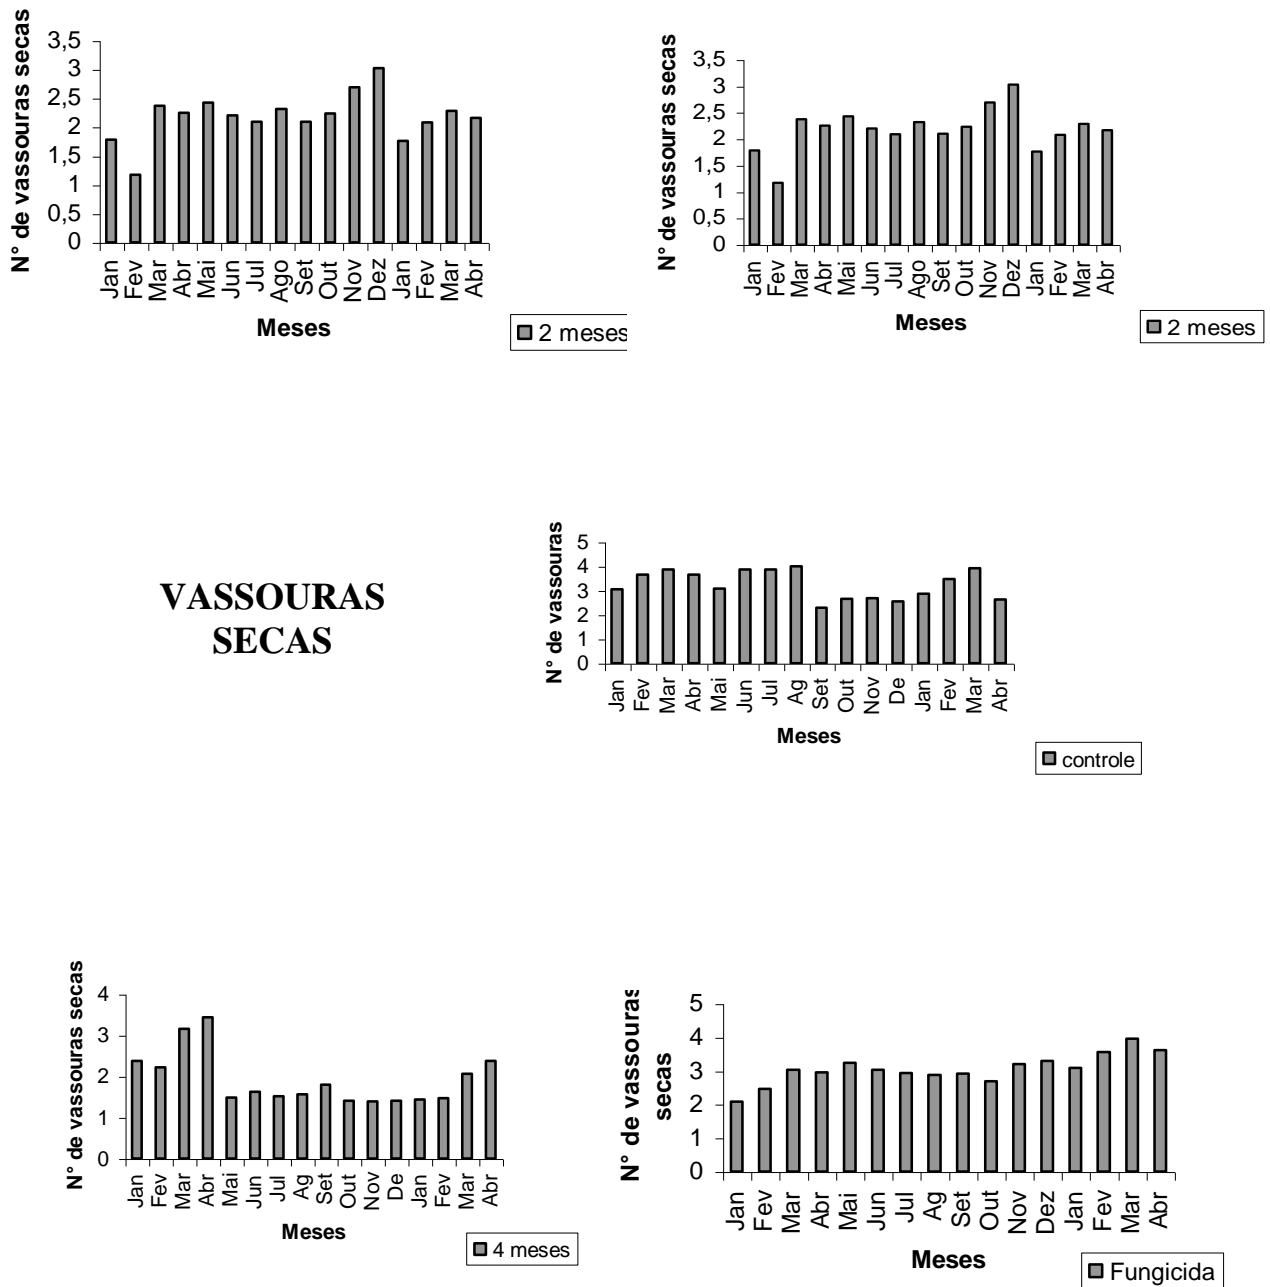 N° de vassouras secas
3,5
3
2,5
2
1,5
1
0,5
0
Jan Fev Mar Abr Mai Jun Jul Ago Set Out Nov Dez Jan Fev Mar Abr
Meses
2 meses
N° de vassouras secas
3,5
3
2,5
2
1,5
1
0,5
0
Jan Fev Mar Abr Mai Jun Jul Ago Set Out Nov Dez Jan Fev Mar Abr
Meses
2 meses
VASSOURAS
SECAS
N° de vassouras
5
4
3
2
1
0
Jan Fev Mar Abr Mai Jun Jul Ag Set Out Nov De Jan Fev Mar Abr
Meses
controle
N° de vassouras secas
4
3
2
1
0
Jan Fev Mar Abr Mai Jun Jul Ag Set Out Nov De Jan Fev Mar Abr
Meses
4 meses
N° de vassouras
secas
5
4
3
2
1
0
Jan Fev Mar Abr Mai Jun Jul Ag Set Out Nov Dez Jan Fev Mar Abr
Meses
Fungicida